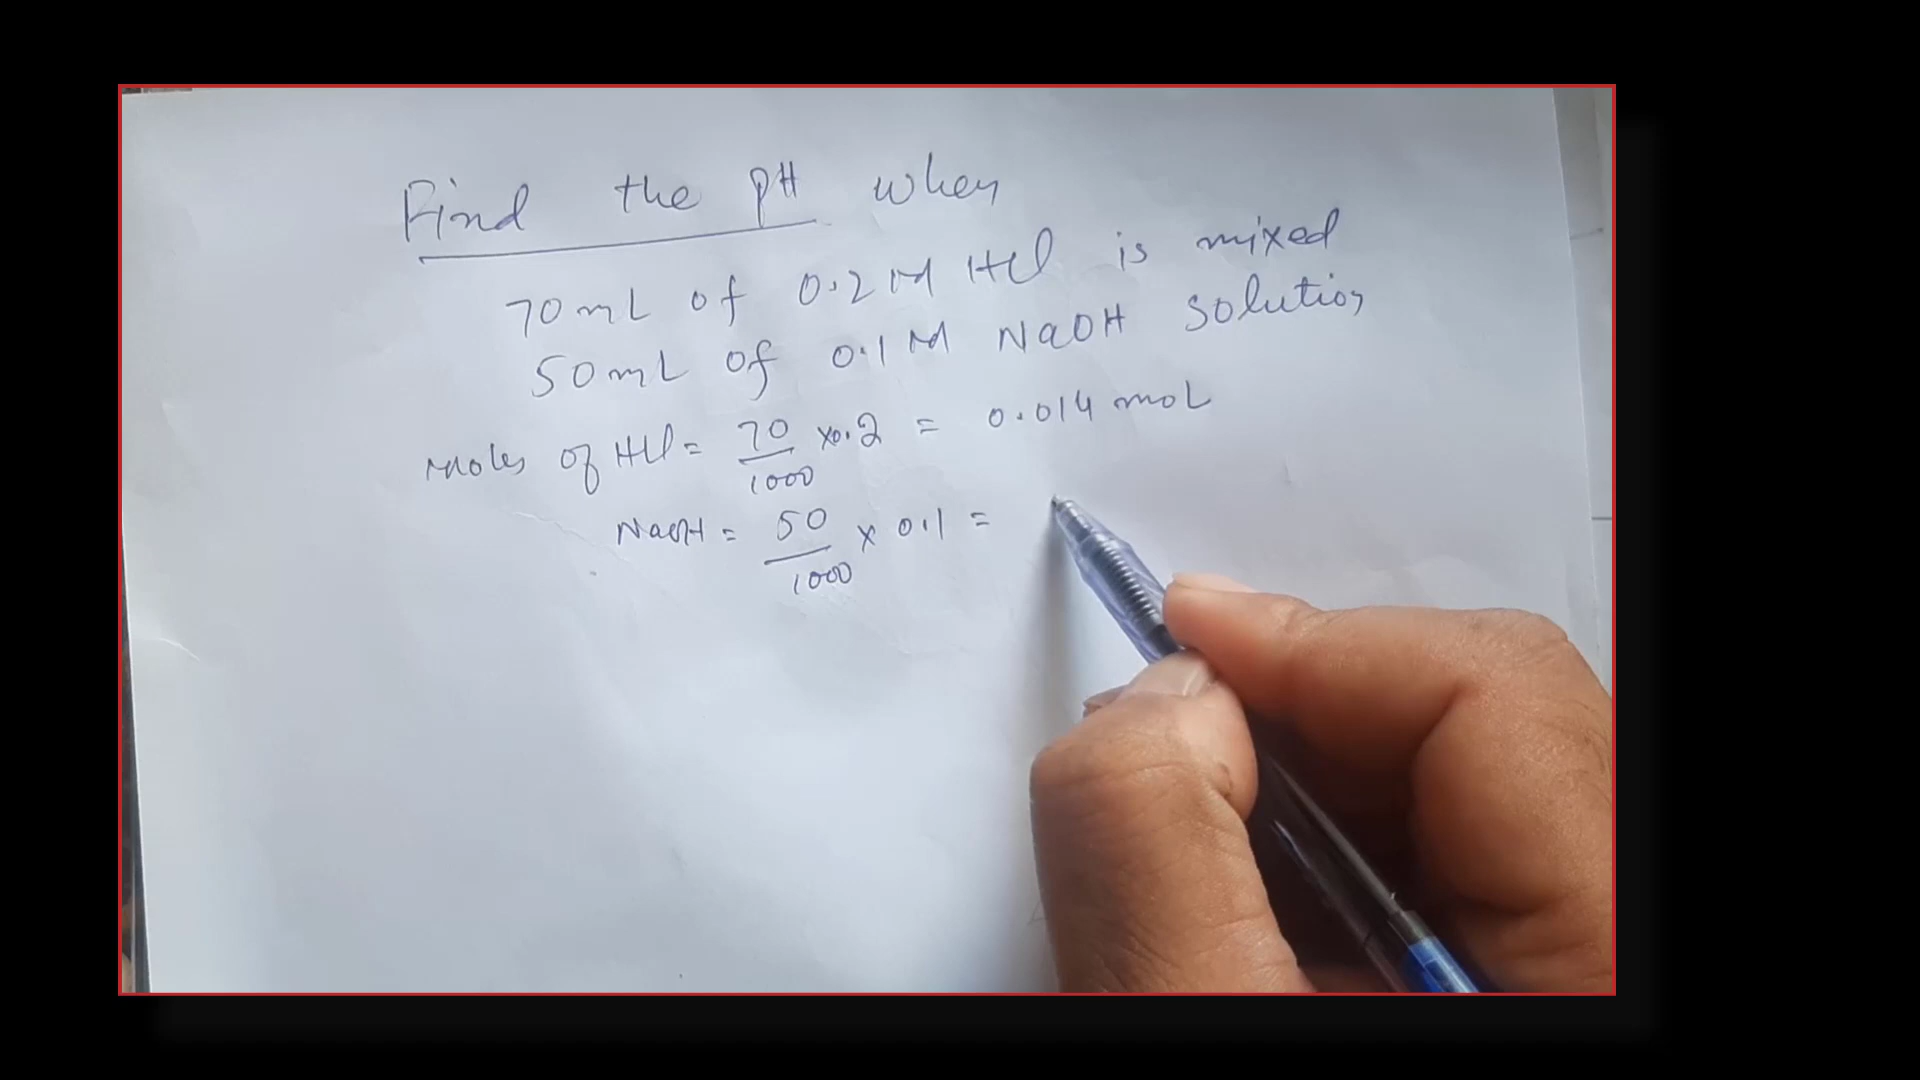 Find the pH when
70 mL of 0.2 M HCl is mixed
50 mL of 0.1 M NaOH solution
Moles of HCl = 70/1000 x0.2 = 0.014 moL
NaOH = 50/1000 x 0.1 =